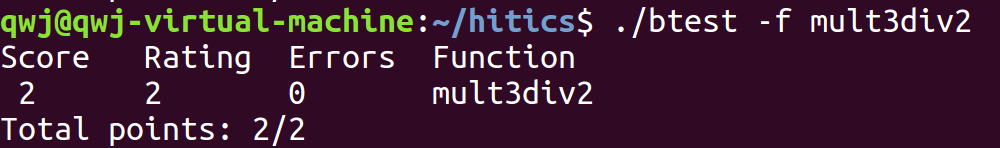 qwj@qwj-virtual-machine:~/hitics$ ./btest -f mult3div2
Score   Rating  Errors  Function
 2       2       0       mult3div2
Total points: 2/2